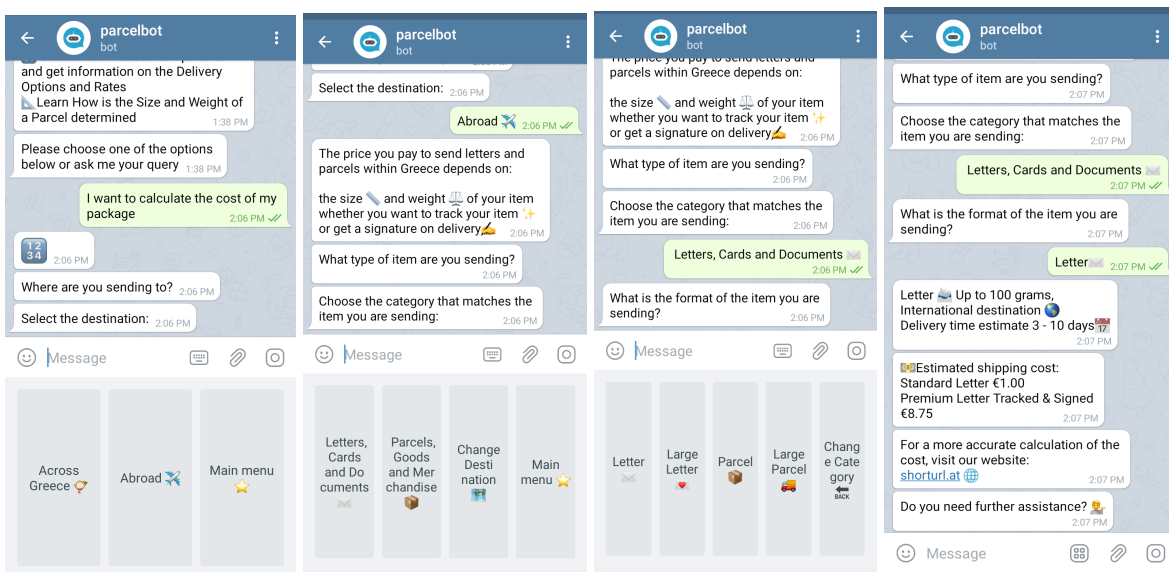 parcelbot
bot
and get information on the Delivery
Options and Rates
📐Learn How is the Size and Weight of
a Parcel determined
1:38 PM
Please choose one of the options
below or ask me your query 1:38 PM
I want to calculate the cost of my
package 2:06 PM
🔢 2:06 PM
Where are you sending to? 2:06 PM
Select the destination: 2:06 PM
Message
Across
Greece
Abroad ✈️
Main menu
⭐
parcelbot
bot
Select the destination: 2:06 PM
Abroad ✈️ 2:06 PM
The price you pay to send letters and
parcels within Greece depends on:
the size 📏 and weight ⚖️ of your item
whether you want to track your item ✨
or get a signature on delivery✍️ 2:06 PM
What type of item are you sending?
2:06 PM
Choose the category that matches the
item you are sending: 2:06 PM
Message
Letters,
Cards
and Do
cuments
✉️
Parcels,
Goods
and Mer
chandise
📦
Change
Desti
nation
🗺️
Main
menu ⭐
parcelbot
bot
The price you pay to send letters and
parcels within Greece depends on:
the size 📏 and weight ⚖️ of your item
whether you want to track your item ✨
or get a signature on delivery✍️ 2:06 PM
What type of item are you sending?
2:06 PM
Choose the category that matches the
item you are sending: 2:06 PM
Letters, Cards and Documents ✉️
2:06 PM
What is the format of the item you are
sending? 2:06 PM
Message
Letter
✉️
Large
Letter
💌
Parcel
📦
Large
Parcel
🚚
Chang
e Cate
gory
🔙
parcelbot
bot
What type of item are you sending?
2:07 PM
Choose the category that matches the
item you are sending: 2:07 PM
Letters, Cards and Documents ✉️
2:07 PM
What is the format of the item you are
sending? 2:07 PM
Letter✉️ 2:07 PM
Letter 📨 Up to 100 grams,
International destination 🌎
Delivery time estimate 3 - 10 days📅
2:07 PM
💶Estimated shipping cost:
Standard Letter €1.00
Premium Letter Tracked & Signed
€8.75 2:07 PM
For a more accurate calculation of the
cost, visit our website:
shorturl.at 🌐 2:07 PM
Do you need further assistance? 💁
2:07 PM
Message